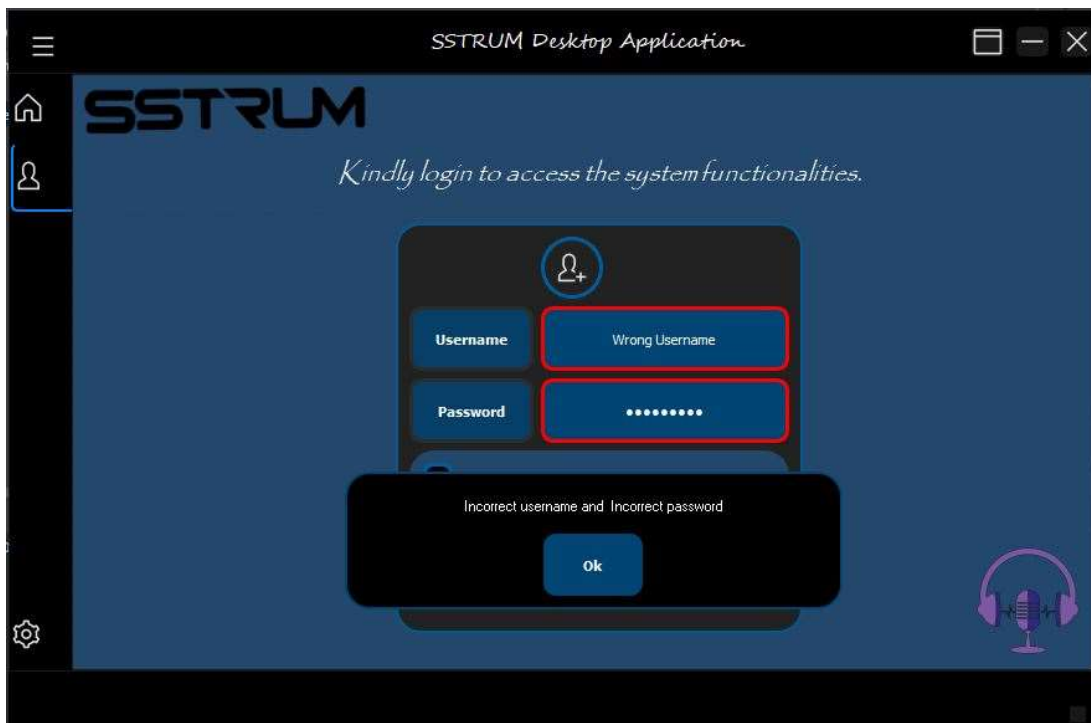 SSTRUM Desktop Application
SSTRUM
Kindly login to access the system functionalities.
Username
Wrong Username
Password
•••••••••
Incorrect username and Incorrect password
Ok